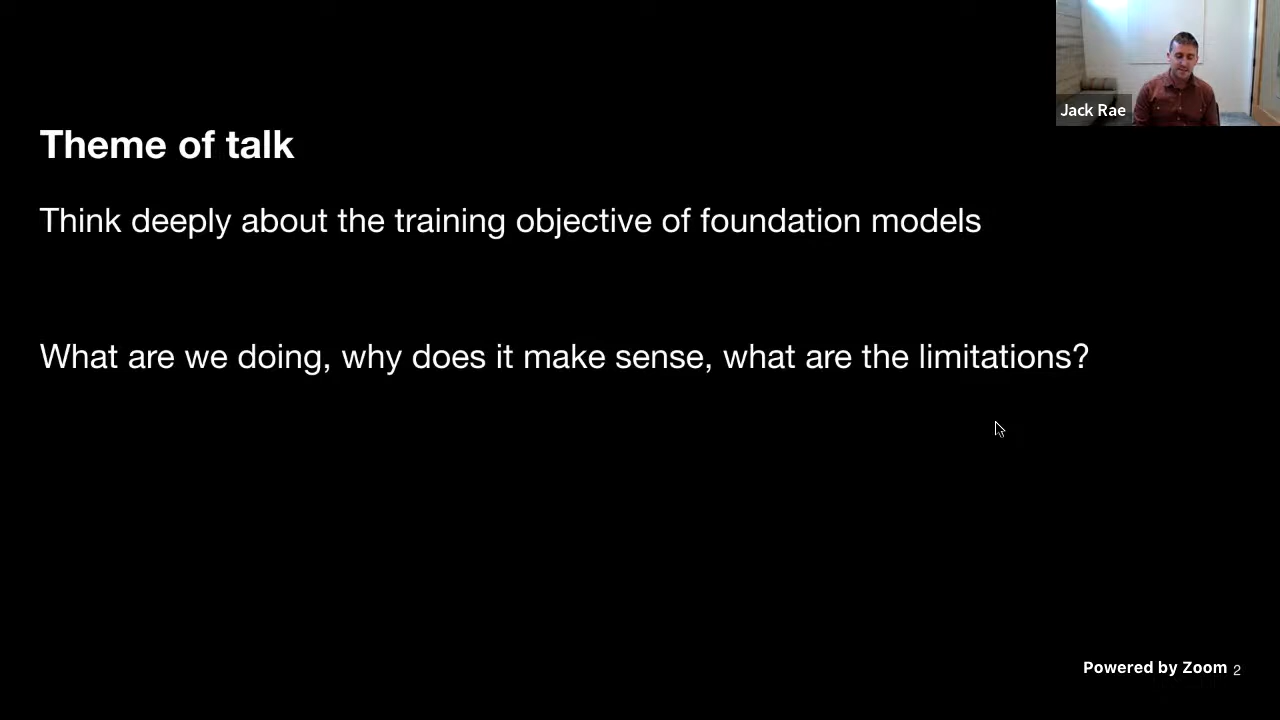 Jack Rae
Theme of talk
Think deeply about the training objective of foundation models
What are we doing, why does it make sense, what are the limitations?
Powered by Zoom 2